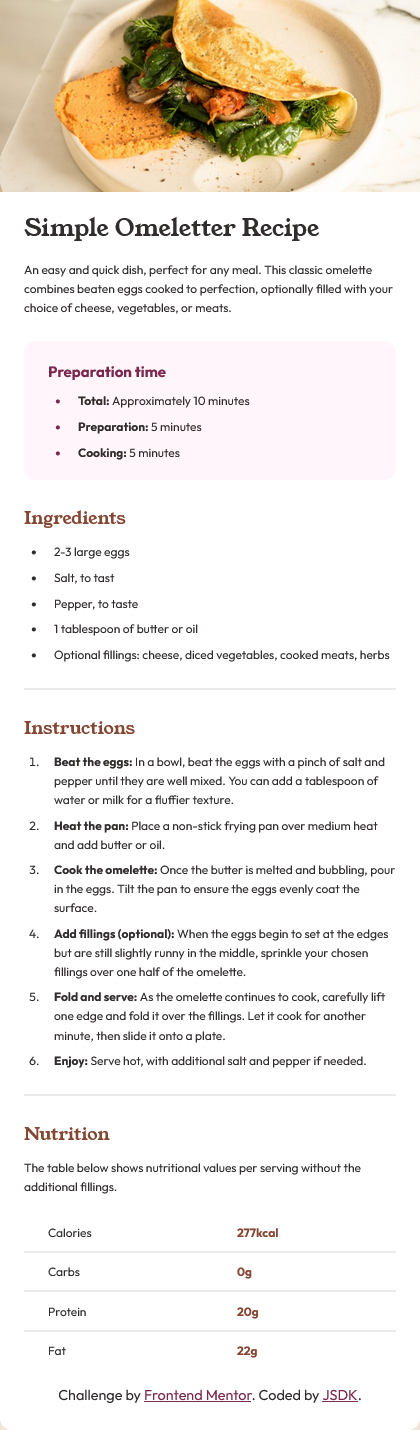 Simple Omeletter Recipe
An easy and quick dish, perfect for any meal. This classic omelette
combines beaten eggs cooked to perfection, optionally filled with your
choice of cheese, vegetables, or meats.
Preparation time
• Total: Approximately 10 minutes
• Preparation: 5 minutes
• Cooking: 5 minutes
Ingredients
• 2-3 large eggs
• Salt, to tast
• Pepper, to taste
• 1 tablespoon of butter or oil
• Optional fillings: cheese, diced vegetables, cooked meats, herbs
Instructions
1. Beat the eggs: In a bowl, beat the eggs with a pinch of salt and
pepper until they are well mixed. You can add a tablespoon of
water or milk for a fluffier texture.
2. Heat the pan: Place a non-stick frying pan over medium heat
and add butter or oil.
3. Cook the omelette: Once the butter is melted and bubbling, pour
in the eggs. Tilt the pan to ensure the eggs evenly coat the
surface.
4. Add fillings (optional): When the eggs begin to set at the edges
but are still slightly runny in the middle, sprinkle your chosen
fillings over one half of the omelette.
5. Fold and serve: As the omelette continues to cook, carefully lift
one edge and fold it over the fillings. Let it cook for another
minute, then slide it onto a plate.
6. Enjoy: Serve hot, with additional salt and pepper if needed.
Nutrition
The table below shows nutritional values per serving without the
additional fillings.
Calories 277kcal
Carbs 0g
Protein 20g
Fat 22g
Challenge by Frontend Mentor. Coded by JSDK.